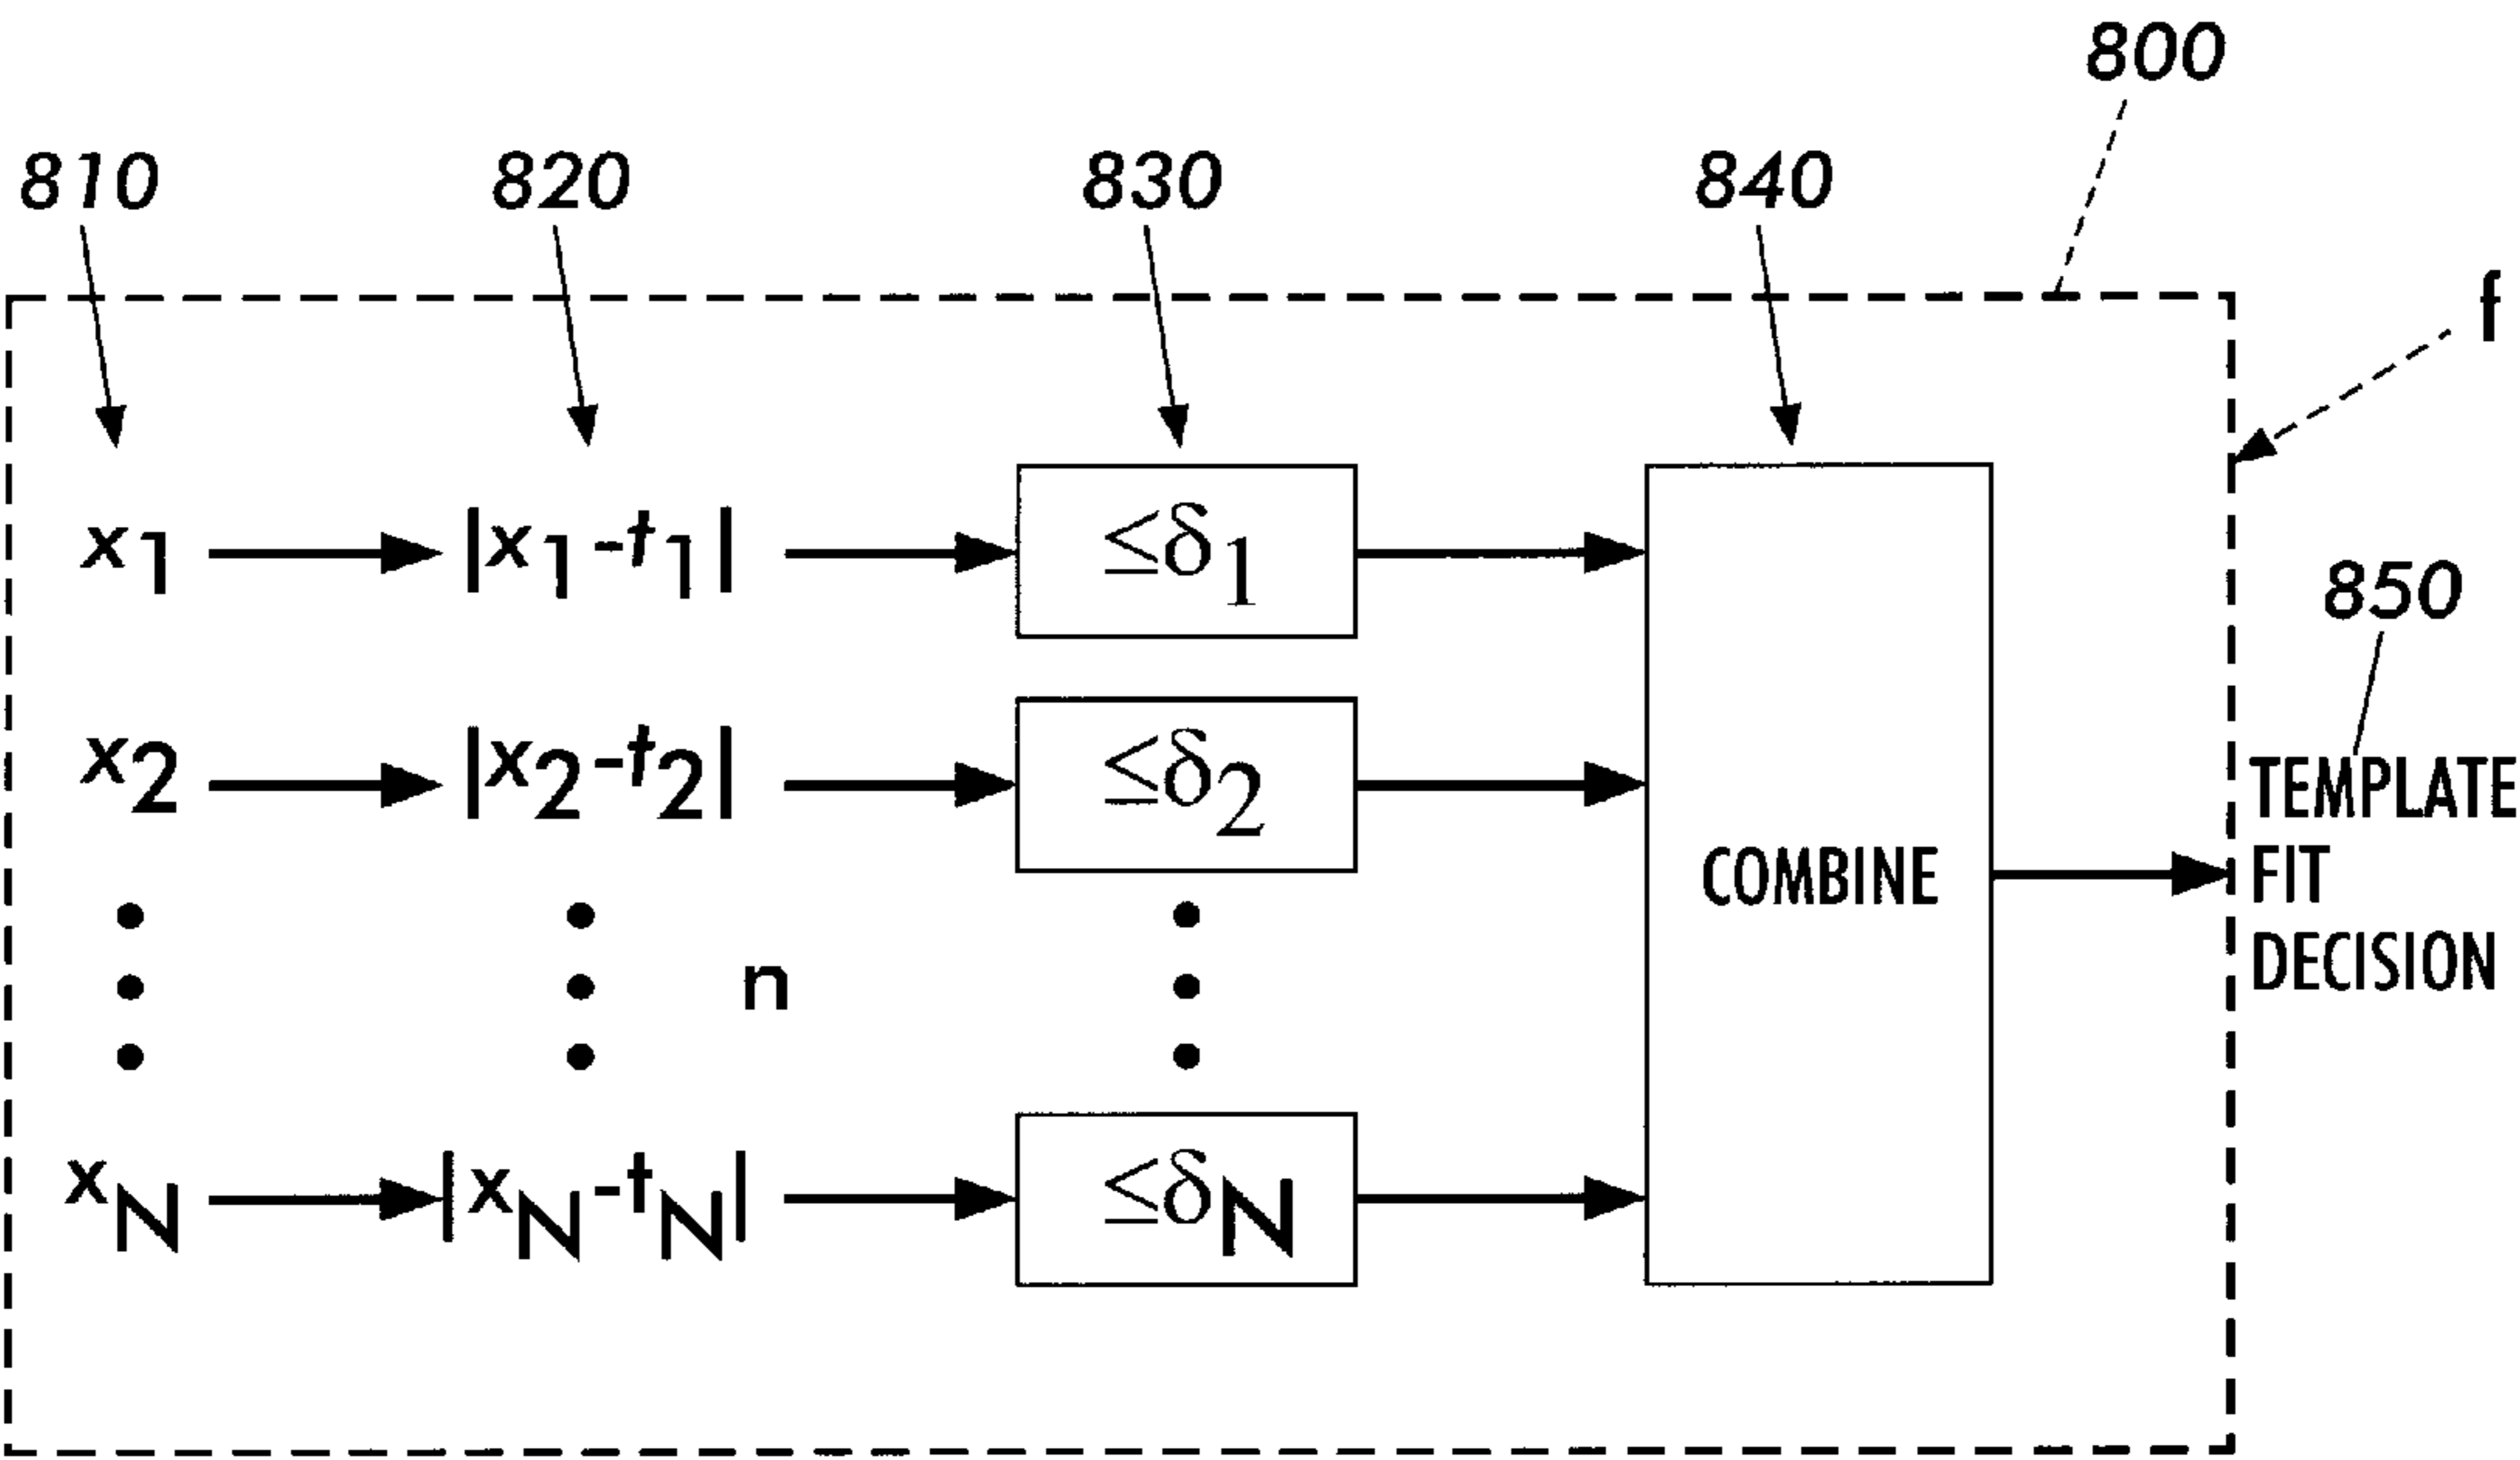 800
810 820 830 840
f
x1 |x1-t1| ≤δ1
850
x2 |x2-t2| ≤δ2
TEMPLATE
COMBINE FIT
n DECISION
xN |xN-tN| ≤δN